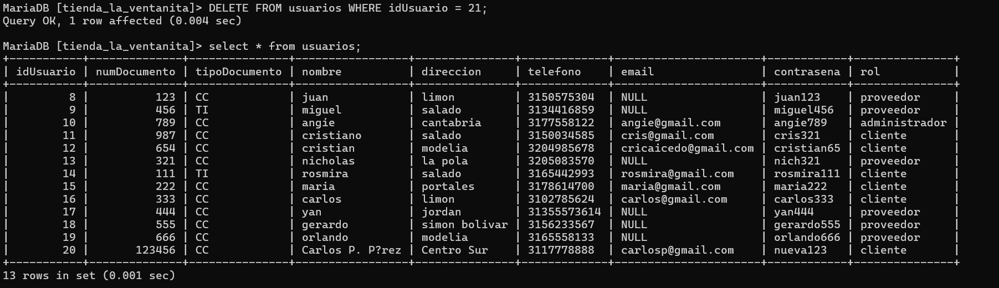 MariaDB [tienda_la_ventanita]> DELETE FROM usuarios WHERE idUsuario = 21;
Query OK, 1 row affected (0.004 sec)

MariaDB [tienda_la_ventanita]> select * from usuarios;
+-----------+--------------+---------------+-----------------+---------------+-------------+----------------------+------------+---------------+
| idUsuario | numDocumento | tipoDocumento | nombre          | direccion     | telefono    | email                | contrasena | rol           |
+-----------+--------------+---------------+-----------------+---------------+-------------+----------------------+------------+---------------+
|         8 |          123 | CC            | juan            | limon         | 3150575304  | NULL                 | juan123    | proveedor     |
|         9 |          456 | TI            | miguel          | salado        | 3134416859  | NULL                 | miguel456  | proveedor     |
|        10 |          789 | CC            | angie           | cantabria     | 3177558122  | angie@gmail.com      | angie789   | administrador |
|        11 |          987 | CC            | cristiano       | salado        | 3150034585  | cris@gmail.com       | cris321    | cliente       |
|        12 |          654 | CC            | cristian        | modelia       | 3204985678  | cricaicedo@gmail.com | cristian65 | cliente       |
|        13 |          321 | CC            | nicholas        | la pola       | 3205083570  | NULL                 | nich321    | proveedor     |
|        14 |          111 | TI            | rosmira         | salado        | 3165442993  | rosmira@gmail.com    | rosmira111 | cliente       |
|        15 |          222 | CC            | maria           | portales      | 3178614700  | maria@gmail.com      | maria222   | cliente       |
|        16 |          333 | CC            | carlos          | limon         | 3102785624  | carlos@gmail.com     | carlos333  | cliente       |
|        17 |          444 | CC            | yan             | jordan        | 31355573614 | NULL                 | yan444     | proveedor     |
|        18 |          555 | CC            | gerardo         | simon bolivar | 3156233567  | NULL                 | gerardo555 | proveedor     |
|        19 |          666 | CC            | orlando         | modelia       | 3165558133  | NULL                 | orlando666 | proveedor     |
|        20 |       123456 | CC            | Carlos P. P?rez | Centro Sur    | 3117778888  | carlosp@gmail.com    | nueva123   | cliente       |
+-----------+--------------+---------------+-----------------+---------------+-------------+----------------------+------------+---------------+
13 rows in set (0.001 sec)